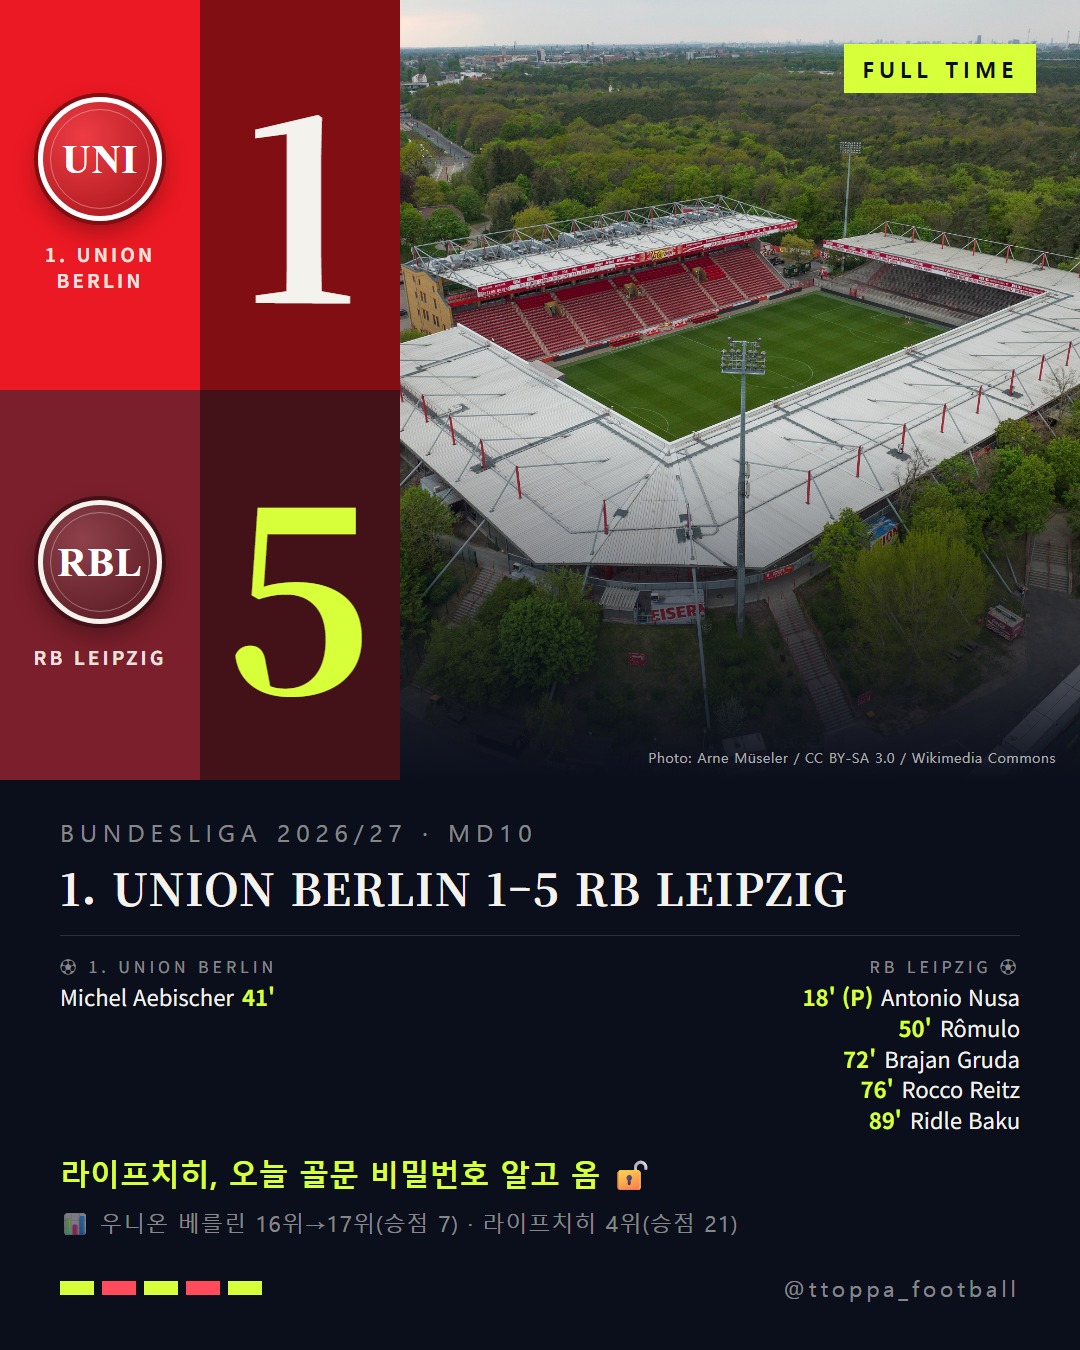 UNI
1. UNION
BERLIN
1
RBL
RB LEIPZIG
5
FULL TIME
EISERN
Photo: Arne Müseler / CC BY-SA 3.0 / Wikimedia Commons
BUNDESLIGA 2026/27 · MD10
1. UNION BERLIN 1–5 RB LEIPZIG
⚽ 1. UNION BERLIN
Michel Aebischer 41'
RB LEIPZIG ⚽
18' (P) Antonio Nusa
50' Rômulo
72' Brajan Gruda
76' Rocco Reitz
89' Ridle Baku
라이프치히, 오늘 골문 비밀번호 알고 옴 🔓
📊 우니온 베를린 16위→17위(승점 7) · 라이프치히 4위(승점 21)
@ttoppa_football